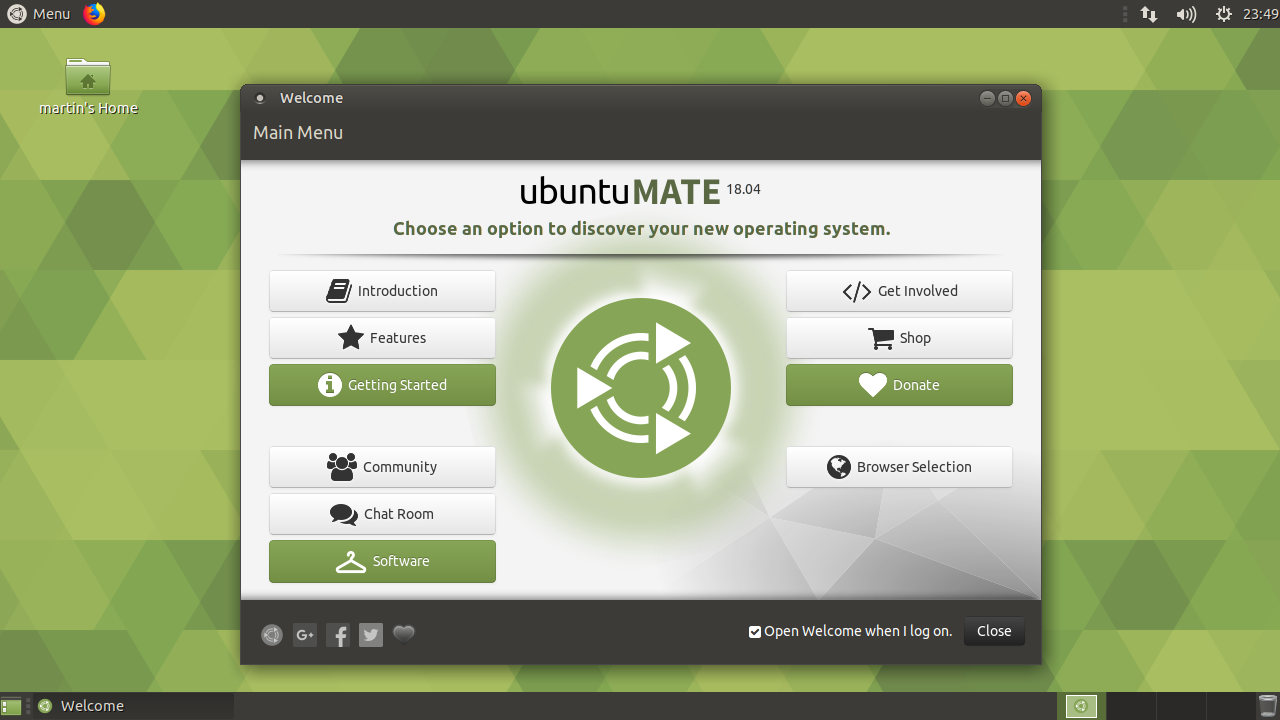 Menu
23:49
martin's Home
Welcome
Main Menu
ubuntu MATE 18.04
Choose an option to discover your new operating system.
Introduction
Features
Getting Started
Community
Chat Room
Software
Get Involved
Shop
Donate
Browser Selection
G+ f
Open Welcome when I log on.
Close
Welcome